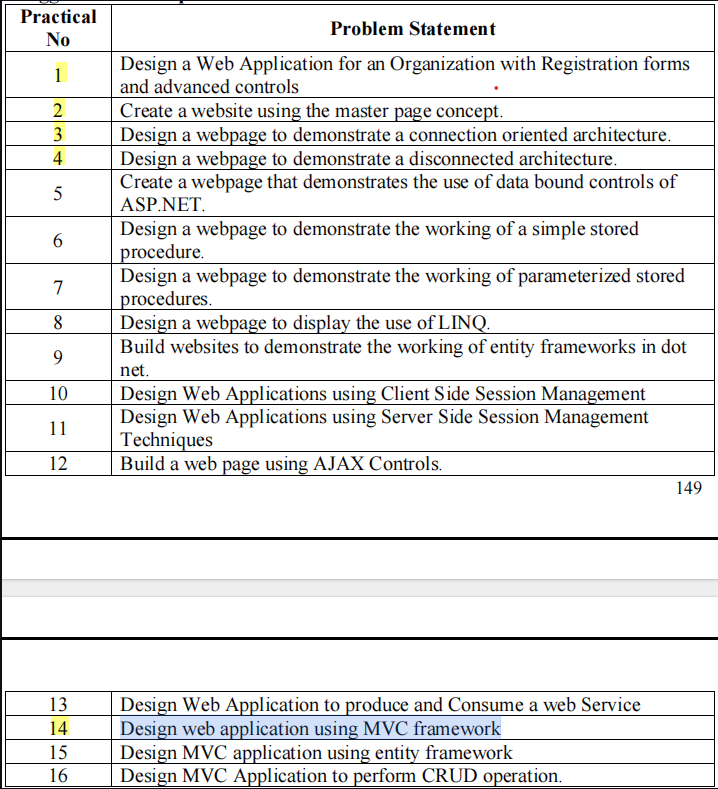 Practical
No
Problem Statement
1
Design a Web Application for an Organization with Registration forms
and advanced controls
2
Create a website using the master page concept.
3
Design a webpage to demonstrate a connection oriented architecture.
4
Design a webpage to demonstrate a disconnected architecture.
5
Create a webpage that demonstrates the use of data bound controls of
ASP.NET.
6
Design a webpage to demonstrate the working of a simple stored
procedure.
7
Design a webpage to demonstrate the working of parameterized stored
procedures.
8
Design a webpage to display the use of LINQ.
9
Build websites to demonstrate the working of entity frameworks in dot
net.
10
Design Web Applications using Client Side Session Management
11
Design Web Applications using Server Side Session Management
Techniques
12
Build a web page using AJAX Controls.
149
13
Design Web Application to produce and Consume a web Service
14
Design web application using MVC framework
15
Design MVC application using entity framework
16
Design MVC Application to perform CRUD operation.